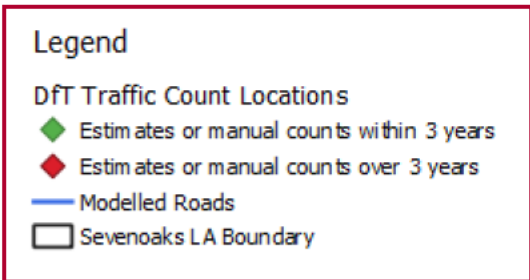 Legend
DfT Traffic Count Locations
Estimates or manual counts within 3 years
Estimates or manual counts over 3 years
Modelled Roads
Sevenoaks LA Boundary